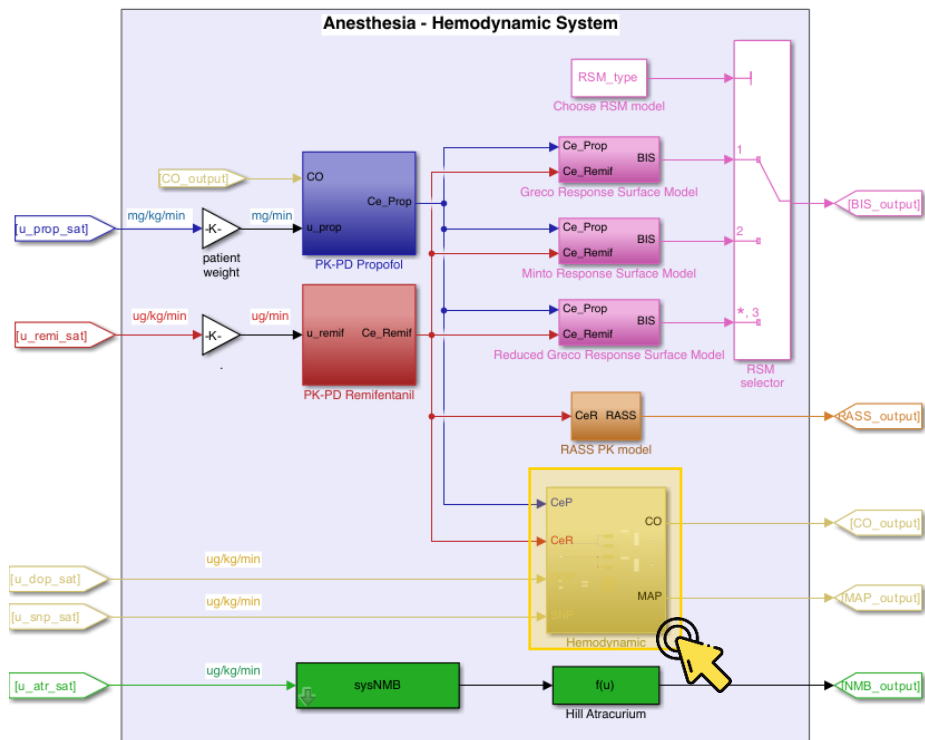 Anesthesia - Hemodynamic System
RSM_type
Choose RSM model
[CO_output]
CO
Ce_Prop
u_prop
PK-PD Propofol
[u_prop_sat]
mg/kg/min
-K-
mg/min
patient
weight
Ce_Prop
Ce_Remif
BIS
Greco Response Surface Model
1
[BIS_output]
Ce_Prop
Ce_Remif
BIS
Minto Response Surface Model
2
[u_remi_sat]
ug/kg/min
-K-
ug/min
.
u_remif
Ce_Remif
PK-PD Remifentanil
Ce_Prop
Ce_Remif
BIS
Reduced Greco Response Surface Model
*, 3
RSM
selector
CeR
RASS
RASS PK model
RASS_output]
CeP
CeR
SNP
CO
MAP
Hemodynamic
[CO_output]
[MAP_output]
[u_dop_sat]
ug/kg/min
[u_snp_sat]
ug/kg/min
[u_atr_sat]
ug/kg/min
sysNMB
f(u)
Hill Atracurium
[NMB_output]